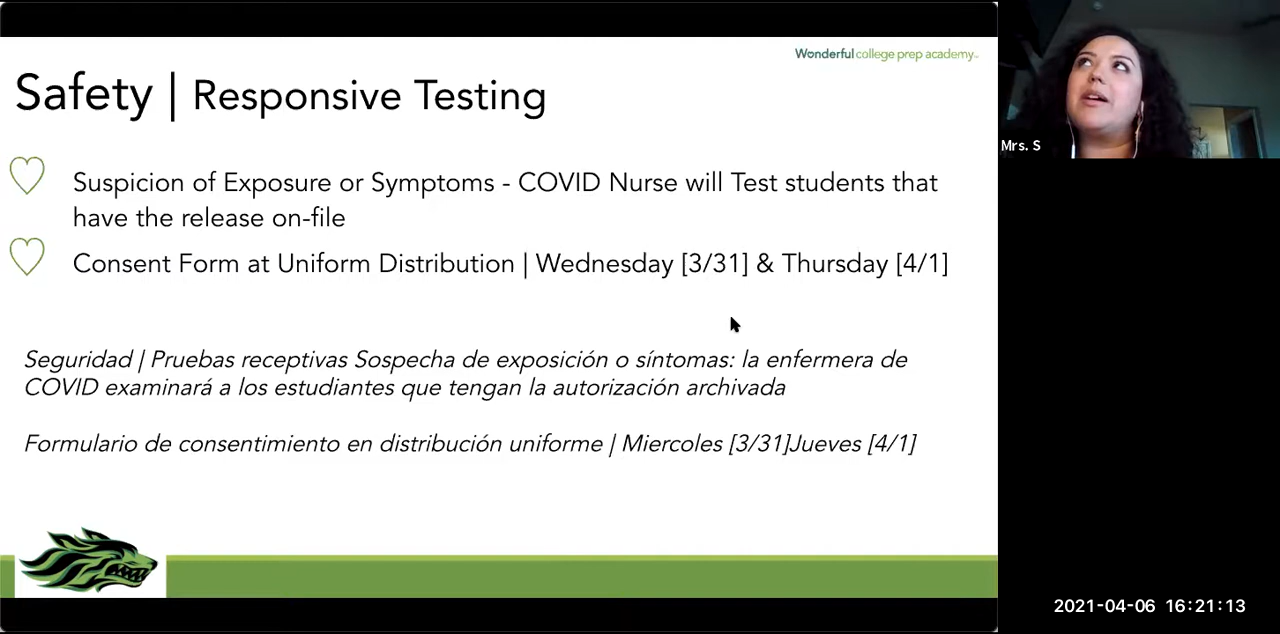 Wonderful college prep academy
Safety | Responsive Testing
Suspicion of Exposure or Symptoms - COVID Nurse will Test students that
have the release on-file
Consent Form at Uniform Distribution | Wednesday [3/31] & Thursday [4/1]
Seguridad | Pruebas receptivas Sospecha de exposición o síntomas: la enfermera de
COVID examinará a los estudiantes que tengan la autorización archivada
Formulario de consentimiento en distribución uniforme | Miercoles [3/31]Jueves [4/1]
Mrs. S
2021-04-06 16:21:13